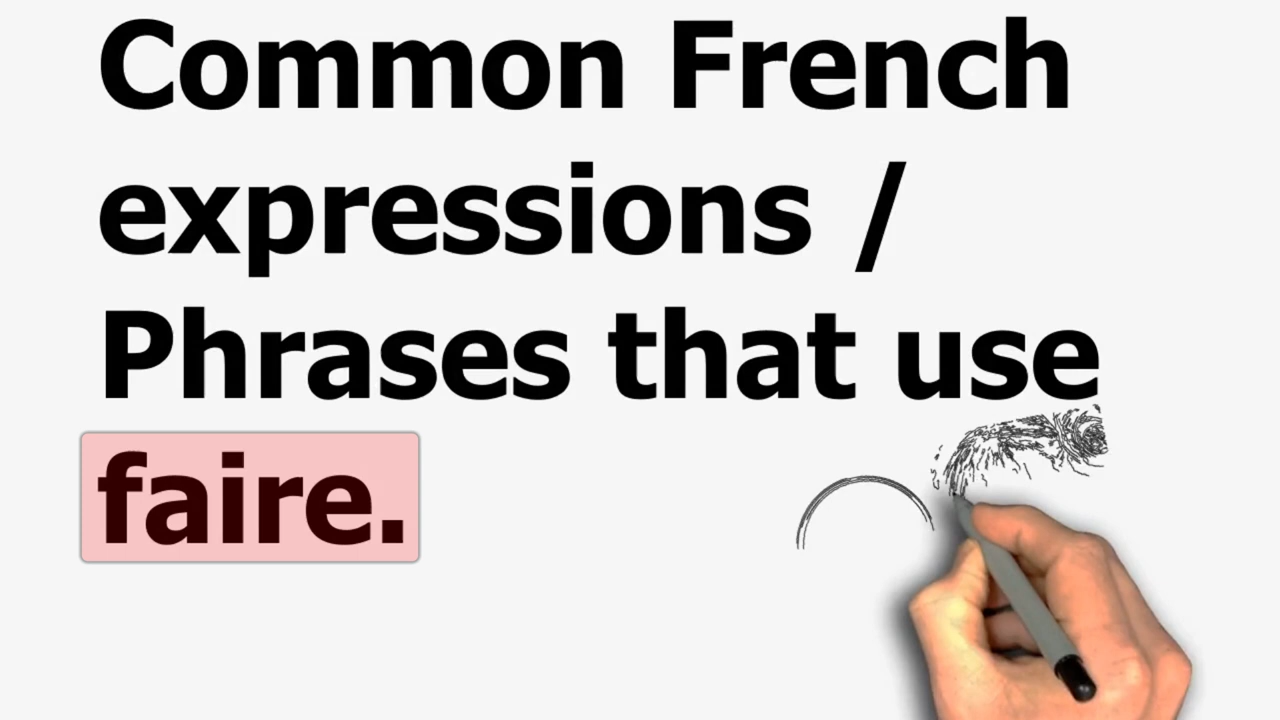 Common French
expressions /
Phrases that use
faire.